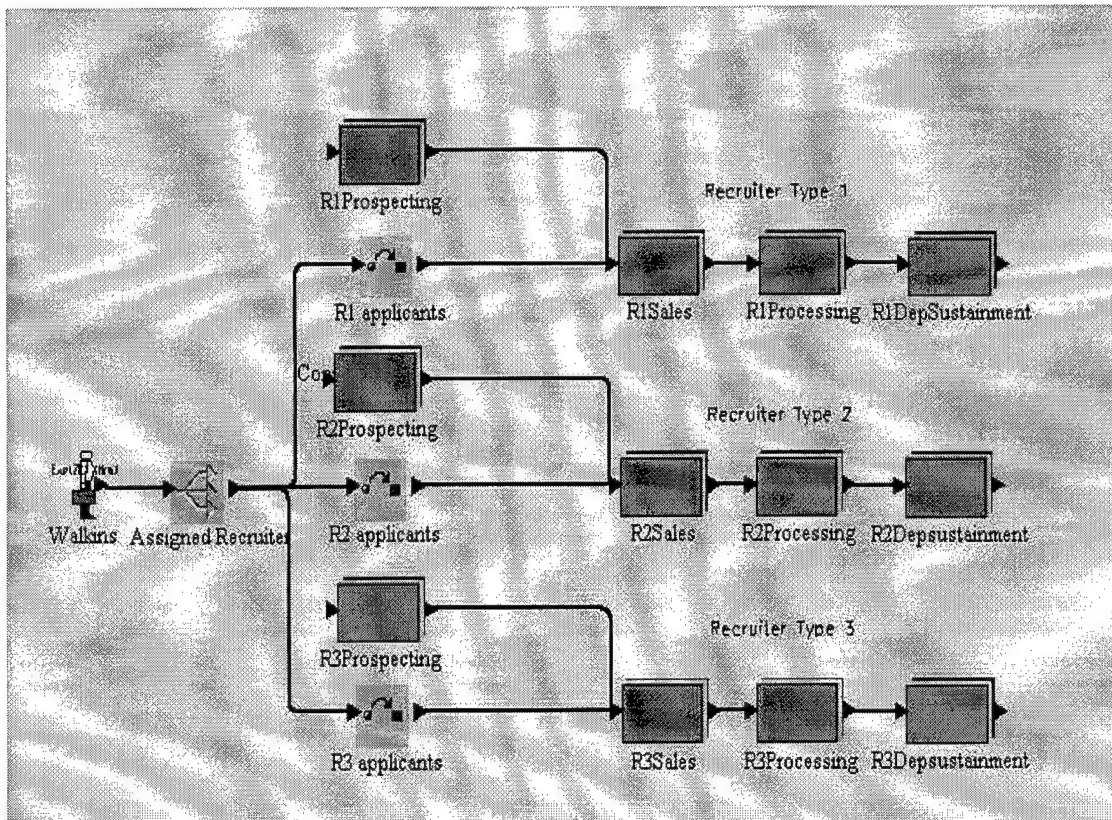 R1Prospecting
Recruiter Type 1
R1 applicants
R1Sales
R1Processing
R1DepSustainment
R2Prospecting
Recruiter Type 2
Walkins
Assigned Recruiter
R2 applicants
R2Sales
R2Processing
R2Depsustainment
R3Prospecting
Recruiter Type 3
R3 applicants
R3Sales
R3Processing
R3Depsustainment